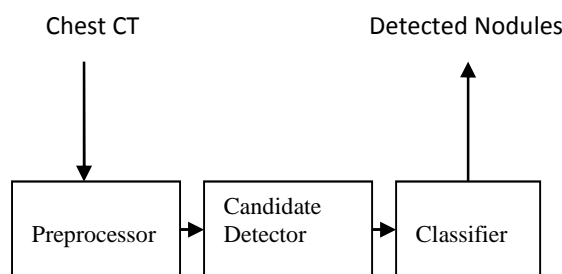 Chest CT
Detected Nodules
Preprocessor
Candidate
Detector
Classifier